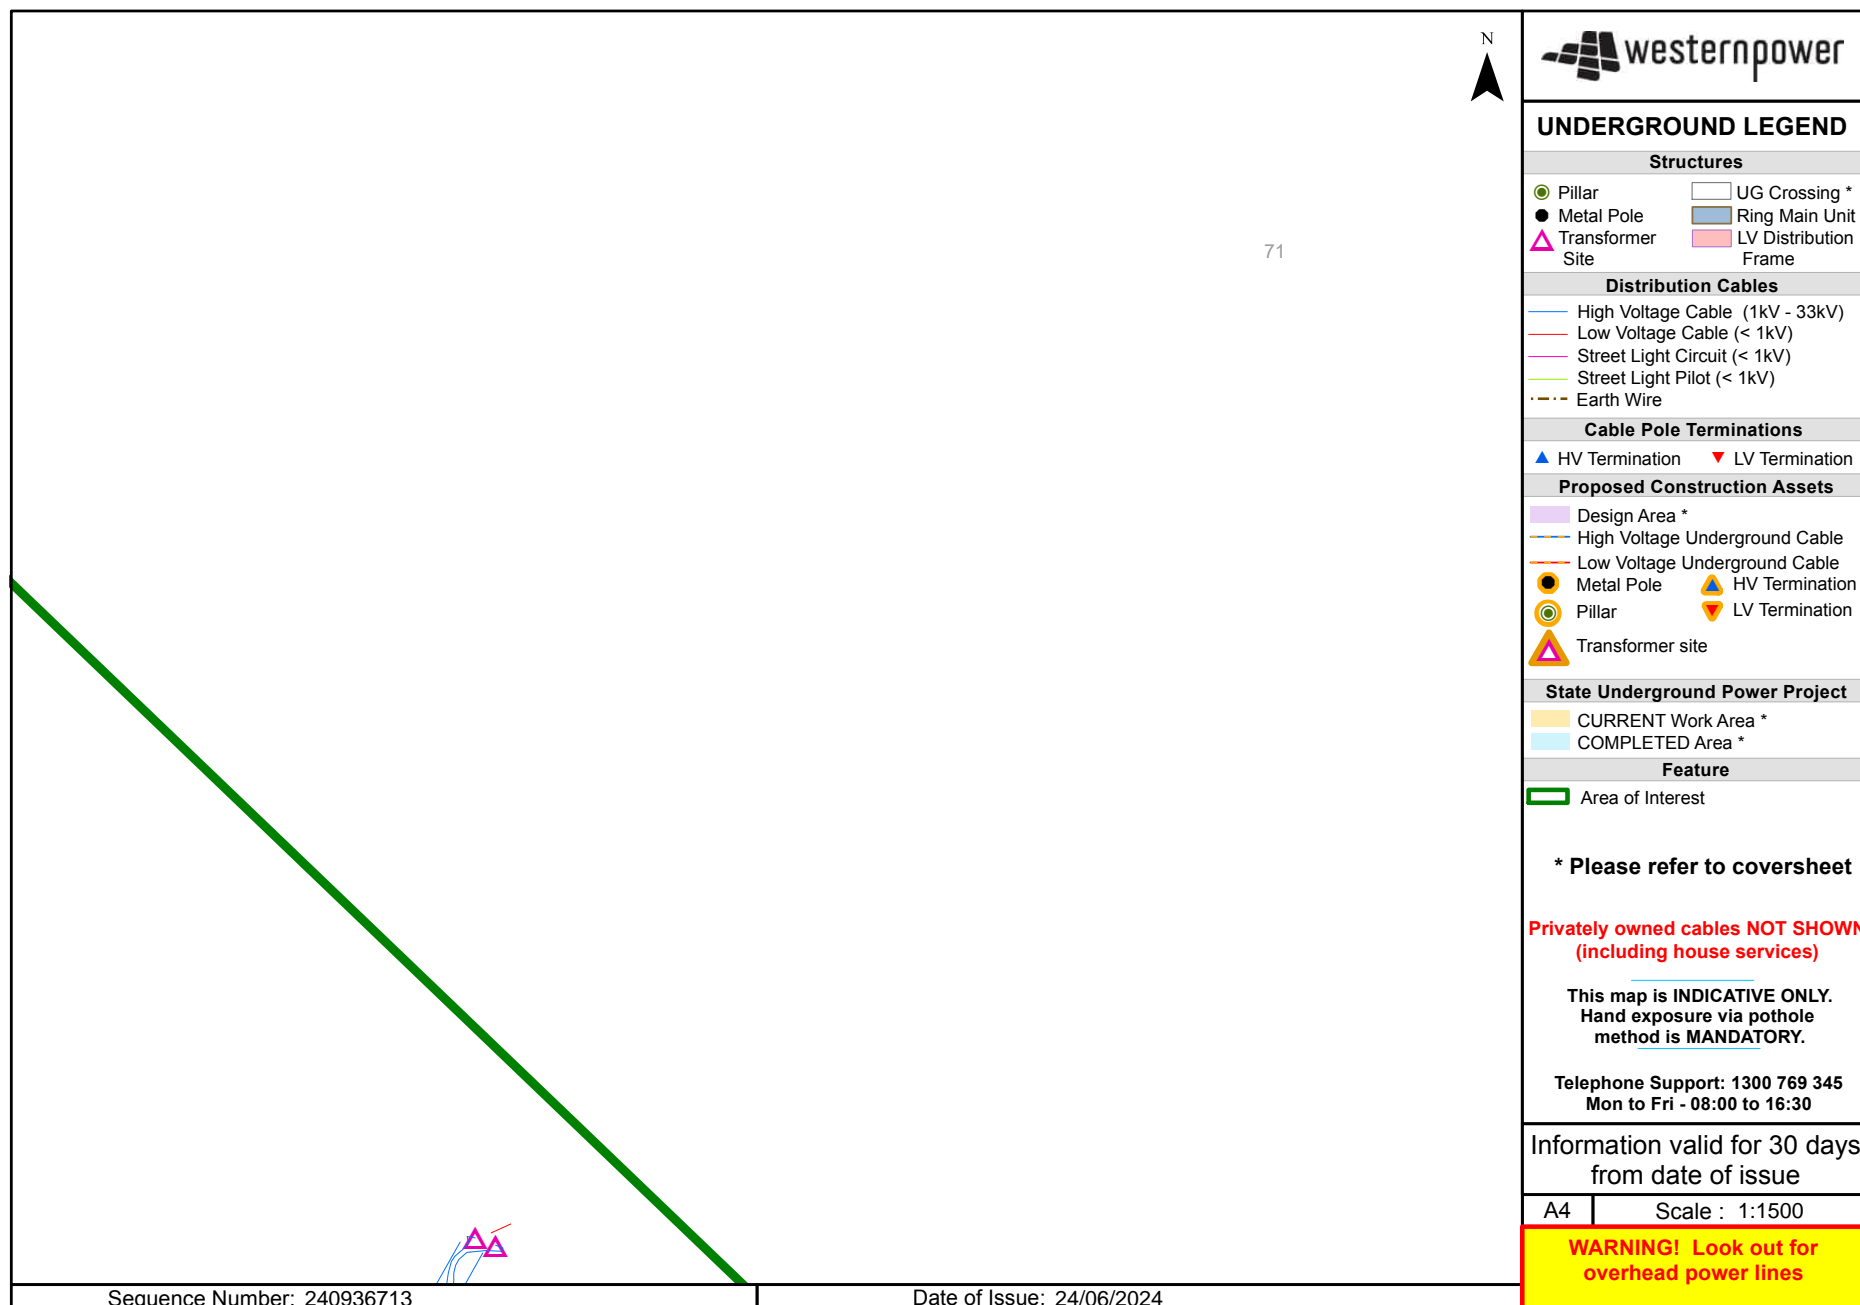 N
71
westernpower
UNDERGROUND LEGEND
Structures
Pillar
UG Crossing *
Metal Pole
Ring Main Unit
Transformer
Site
LV Distribution
Frame
Distribution Cables
High Voltage Cable (1kV - 33kV)
Low Voltage Cable (< 1kV)
Street Light Circuit (< 1kV)
Street Light Pilot (< 1kV)
Earth Wire
Cable Pole Terminations
HV Termination
LV Termination
Proposed Construction Assets
Design Area *
High Voltage Underground Cable
Low Voltage Underground Cable
Metal Pole
HV Termination
Pillar
LV Termination
Transformer site
State Underground Power Project
CURRENT Work Area *
COMPLETED Area *
Feature
Area of Interest
* Please refer to coversheet
Privately owned cables NOT SHOWN
(including house services)
This map is INDICATIVE ONLY.
Hand exposure via pothole
method is MANDATORY.
Telephone Support: 1300 769 345
Mon to Fri - 08:00 to 16:30
Information valid for 30 days
from date of issue
A4
Scale : 1:1500
WARNING! Look out for
overhead power lines
Sequence Number: 240936713
Date of Issue: 24/06/2024